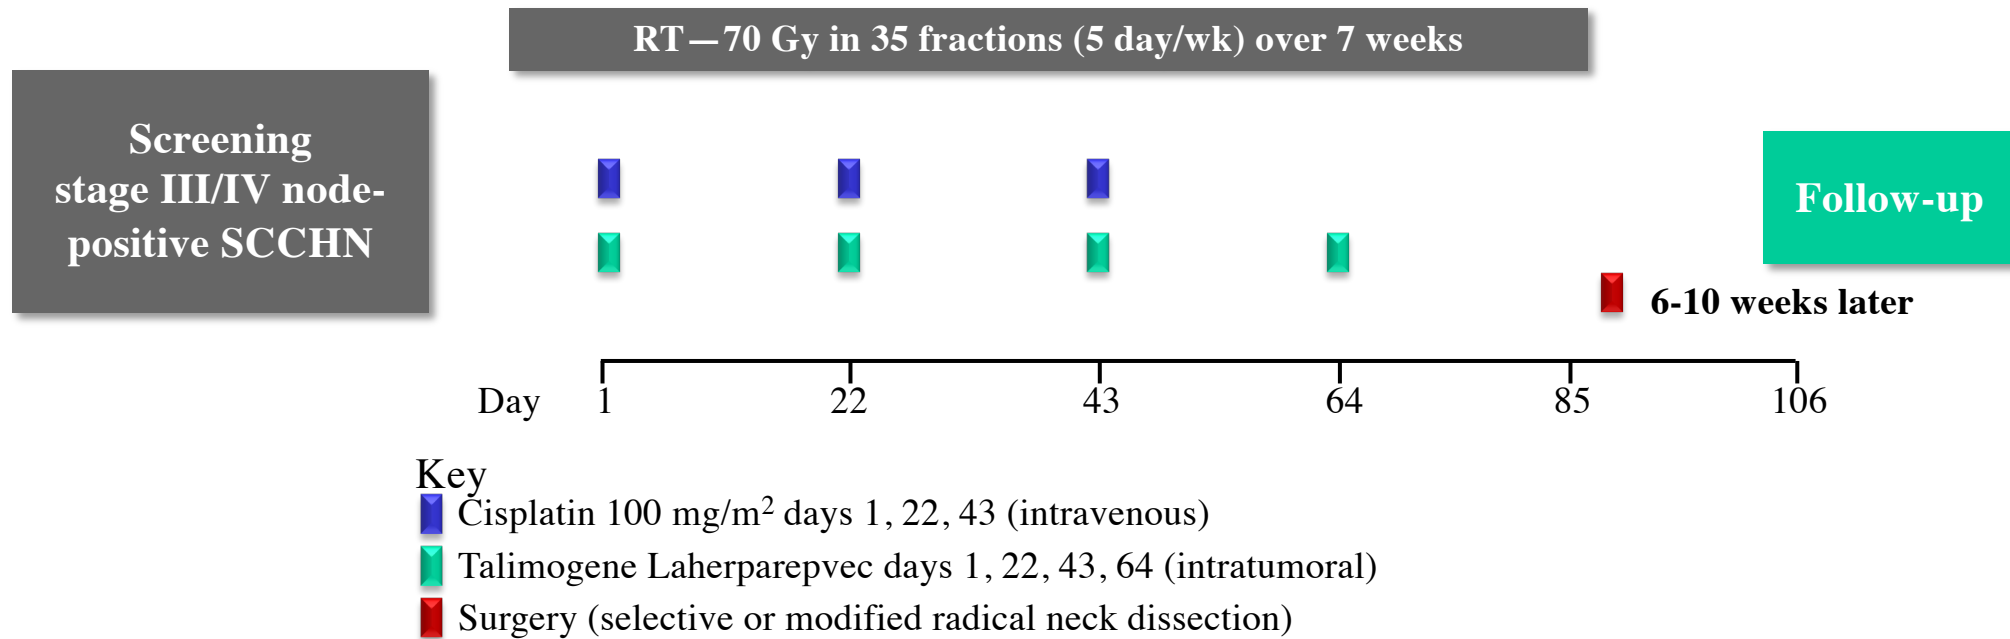 RT—70 Gy in 35 fractions (5 day/wk) over 7 weeks
Screening
stage III/IV node-
positive SCCHN
Follow-up
6-10 weeks later
Day 1 22 43 64 85 106
Key
Cisplatin 100 mg/m² days 1, 22, 43 (intravenous)
Talimogene Laherparepvec days 1, 22, 43, 64 (intratumoral)
Surgery (selective or modified radical neck dissection)